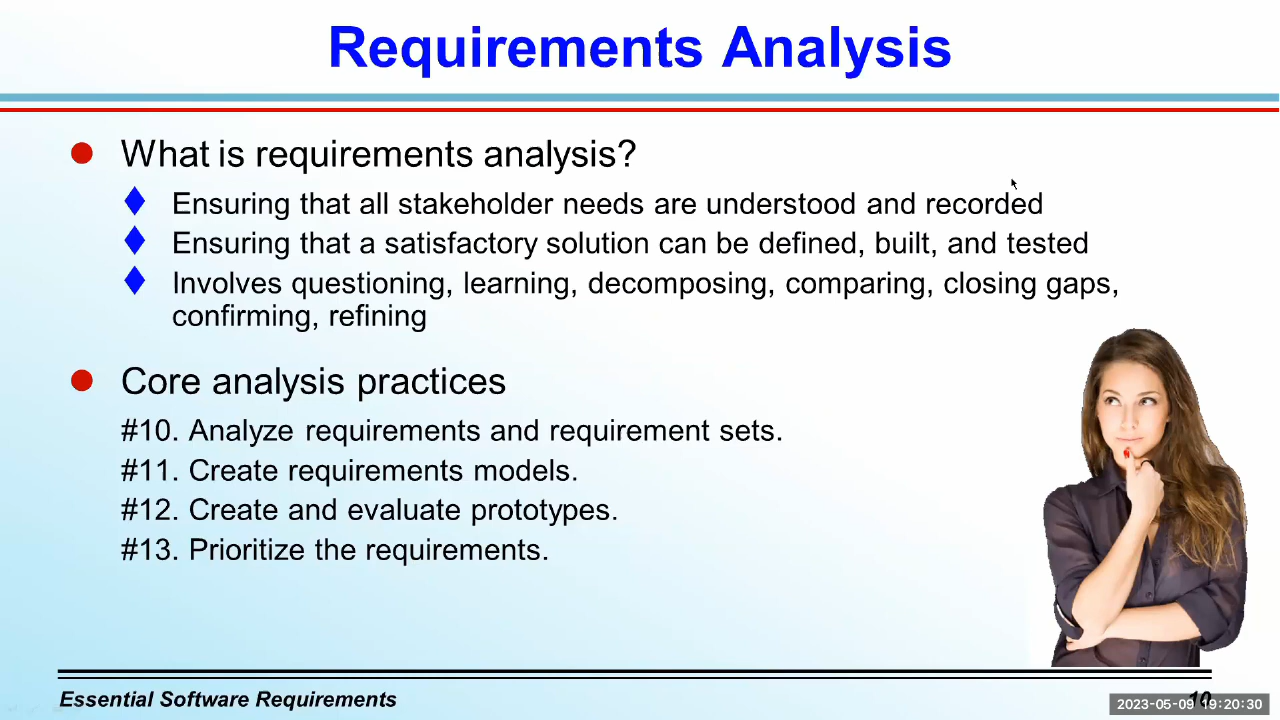 Requirements Analysis
What is requirements analysis?
Ensuring that all stakeholder needs are understood and recorded
Ensuring that a satisfactory solution can be defined, built, and tested
Involves questioning, learning, decomposing, comparing, closing gaps,
confirming, refining
Core analysis practices
#10. Analyze requirements and requirement sets.
#11. Create requirements models.
#12. Create and evaluate prototypes.
#13. Prioritize the requirements.
Essential Software Requirements
10
2023-05-09 19:20:30